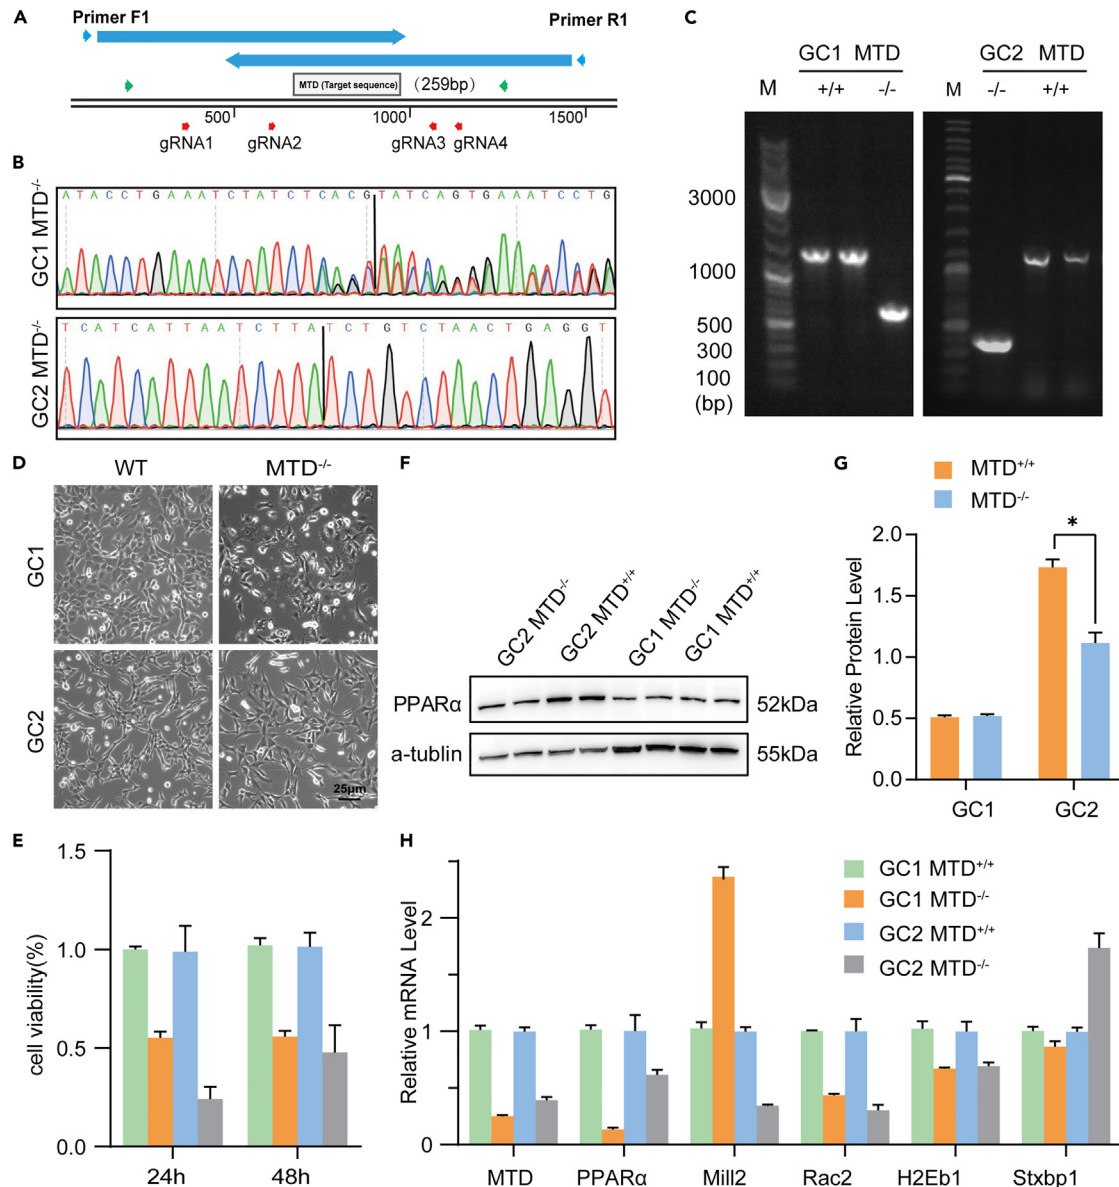 A
Primer F1
Primer R1
MTD (Target sequence)
(259bp)
500
1000
1500
gRNA1
gRNA2
gRNA3
gRNA4
B
GC1 MTD-/-
ATACCTGAAATCTATCTCACGTATCAGTGAAATCCTG
GC2 MTD-/-
TCATCATTAATCTTATCTGTCTAACTGAGGT
C
GC1 MTD
GC2 MTD
M
+/+
-/-
M
-/-
+/+
3000
1000
500
300
100
(bp)
D
WT
MTD-/-
GC1
GC2
25μm
F
GC2 MTD-/-
GC2 MTD+/+
GC1 MTD-/-
GC1 MTD+/+
PPARα
52kDa
a-tublin
55kDa
G
MTD+/+
MTD-/-
Relative Protein Level
2.0
1.5
1.0
0.5
0.0
*
GC1
GC2
E
cell viability(%)
1.5
1.0
0.5
0.0
24h
48h
H
Relative mRNA Level
2
1
0
GC1 MTD+/+
GC1 MTD-/-
GC2 MTD+/+
GC2 MTD-/-
MTD
PPARα
Mill2
Rac2
H2Eb1
Stxbp1